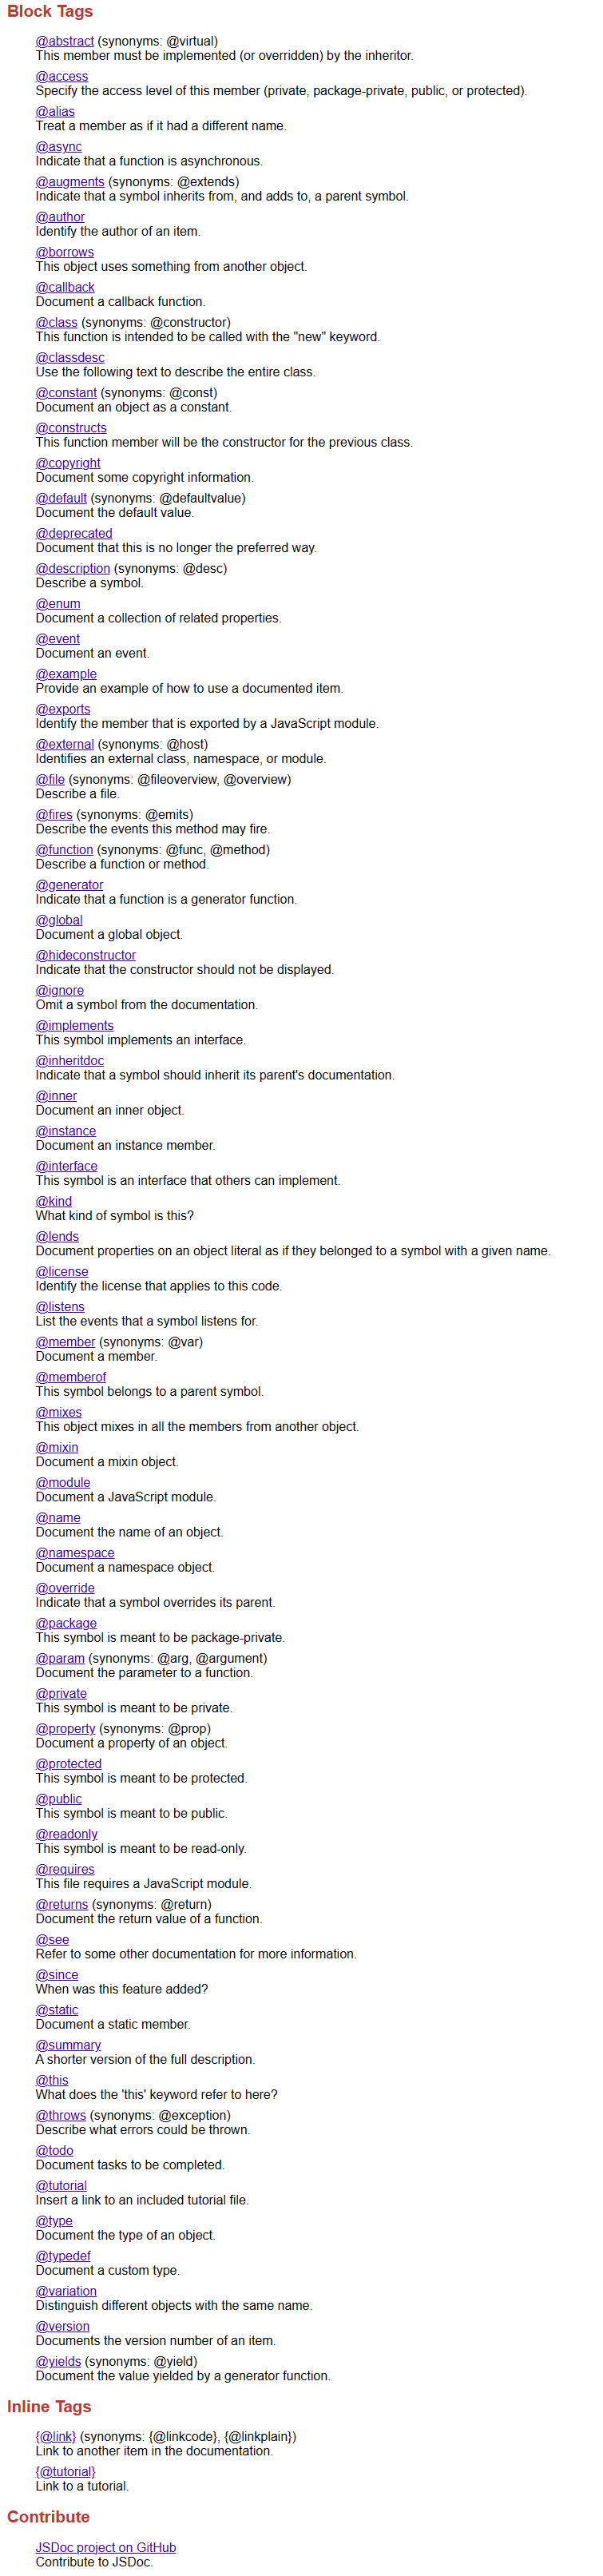 Block Tags
@abstract (synonyms: @virtual)
This member must be implemented (or overridden) by the inheritor.
@access
Specify the access level of this member (private, package-private, public, or protected).
@alias
Treat a member as if it had a different name.
@async
Indicate that a function is asynchronous.
@augments (synonyms: @extends)
Indicate that a symbol inherits from, and adds to, a parent symbol.
@author
Identify the author of an item.
@borrows
This object uses something from another object.
@callback
Document a callback function.
@class (synonyms: @constructor)
This function is intended to be called with the "new" keyword.
@classdesc
Use the following text to describe the entire class.
@constant (synonyms: @const)
Document an object as a constant.
@constructs
This function member will be the constructor for the previous class.
@copyright
Document some copyright information.
@default (synonyms: @defaultvalue)
Document the default value.
@deprecated
Document that this is no longer the preferred way.
@description (synonyms: @desc)
Describe a symbol.
@enum
Document a collection of related properties.
@event
Document an event.
@example
Provide an example of how to use a documented item.
@exports
Identify the member that is exported by a JavaScript module.
@external (synonyms: @host)
Identifies an external class, namespace, or module.
@file (synonyms: @fileoverview, @overview)
Describe a file.
@fires (synonyms: @emits)
Describe the events this method may fire.
@function (synonyms: @func, @method)
Describe a function or method.
@generator
Indicate that a function is a generator function.
@global
Document a global object.
@hideconstructor
Indicate that the constructor should not be displayed.
@ignore
Omit a symbol from the documentation.
@implements
This symbol implements an interface.
@inheritdoc
Indicate that a symbol should inherit its parent's documentation.
@inner
Document an inner object.
@instance
Document an instance member.
@interface
This symbol is an interface that others can implement.
@kind
What kind of symbol is this?
@lends
Document properties on an object literal as if they belonged to a symbol with a given name.
@license
Identify the license that applies to this code.
@listens
List the events that a symbol listens for.
@member (synonyms: @var)
Document a member.
@memberof
This symbol belongs to a parent symbol.
@mixes
This object mixes in all the members from another object.
@mixin
Document a mixin object.
@module
Document a JavaScript module.
@name
Document the name of an object.
@namespace
Document a namespace object.
@override
Indicate that a symbol overrides its parent.
@package
This symbol is meant to be package-private.
@param (synonyms: @arg, @argument)
Document the parameter to a function.
@private
This symbol is meant to be private.
@property (synonyms: @prop)
Document a property of an object.
@protected
This symbol is meant to be protected.
@public
This symbol is meant to be public.
@readonly
This symbol is meant to be read-only.
@requires
This file requires a JavaScript module.
@returns (synonyms: @return)
Document the return value of a function.
@see
Refer to some other documentation for more information.
@since
When was this feature added?
@static
Document a static member.
@summary
A shorter version of the full description.
@this
What does the 'this' keyword refer to here?
@throws (synonyms: @exception)
Describe what errors could be thrown.
@todo
Document tasks to be completed.
@tutorial
Insert a link to an included tutorial file.
@type
Document the type of an object.
@typedef
Document a custom type.
@variation
Distinguish different objects with the same name.
@version
Documents the version number of an item.
@yields (synonyms: @yield)
Document the value yielded by a generator function.
Inline Tags
{@link} (synonyms: {@linkcode}, {@linkplain})
Link to another item in the documentation.
{@tutorial}
Link to a tutorial.
Contribute
JSDoc project on GitHub
Contribute to JSDoc.